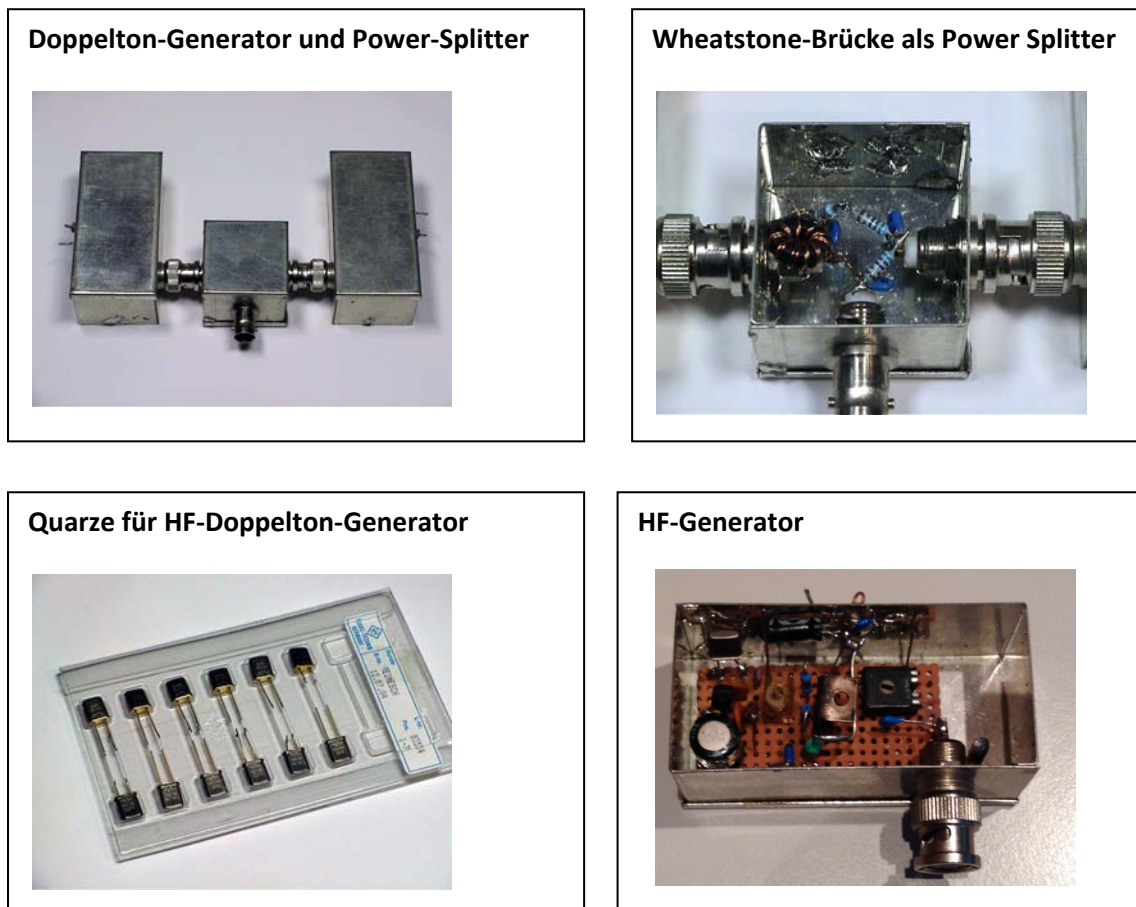 Doppelton-Generator und Power-Splitter
Wheatstone-Brücke als Power Splitter
Quarze für HF-Doppelton-Generator
HF-Generator